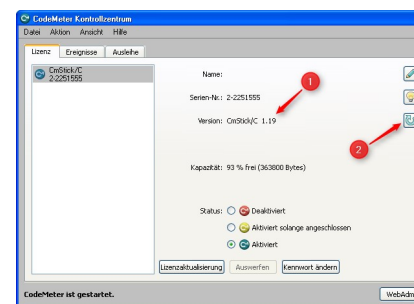 CodeMeter Kontrollzentrum
Datei Aktion Ansicht Hilfe
Lizenz Ereignisse Ausleihe
CmStick/C
2-2251555
Name:
1
Serien-Nr.: 2-2251555
Version: CmStick/C 1.19
2
Kapazität: 93 % frei (363800 Bytes)
Status: Deaktiviert
Aktiviert solange angeschlossen
Aktiviert
Lizenzaktualisierung Auswerfen Kennwort ändern
CodeMeter ist gestartet.
WebAdm